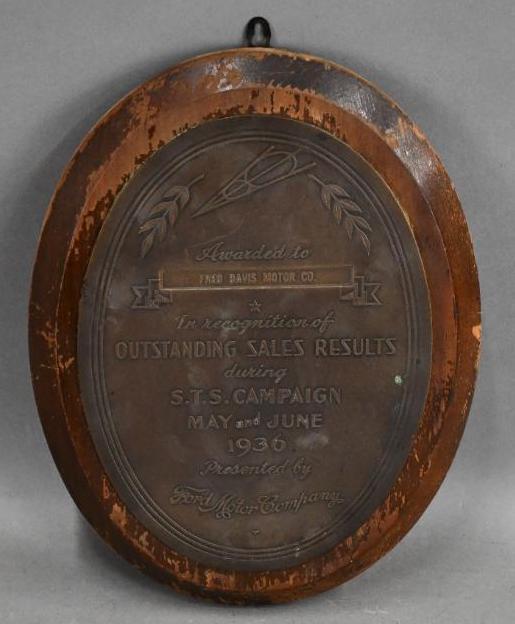 Awarded to
FRED DAVIS MOTOR CO.
In recognition of
OUTSTANDING SALES RESULTS
during
S.T.S. CAMPAIGN
MAY and JUNE
1936
Presented by
Ford Motor Company